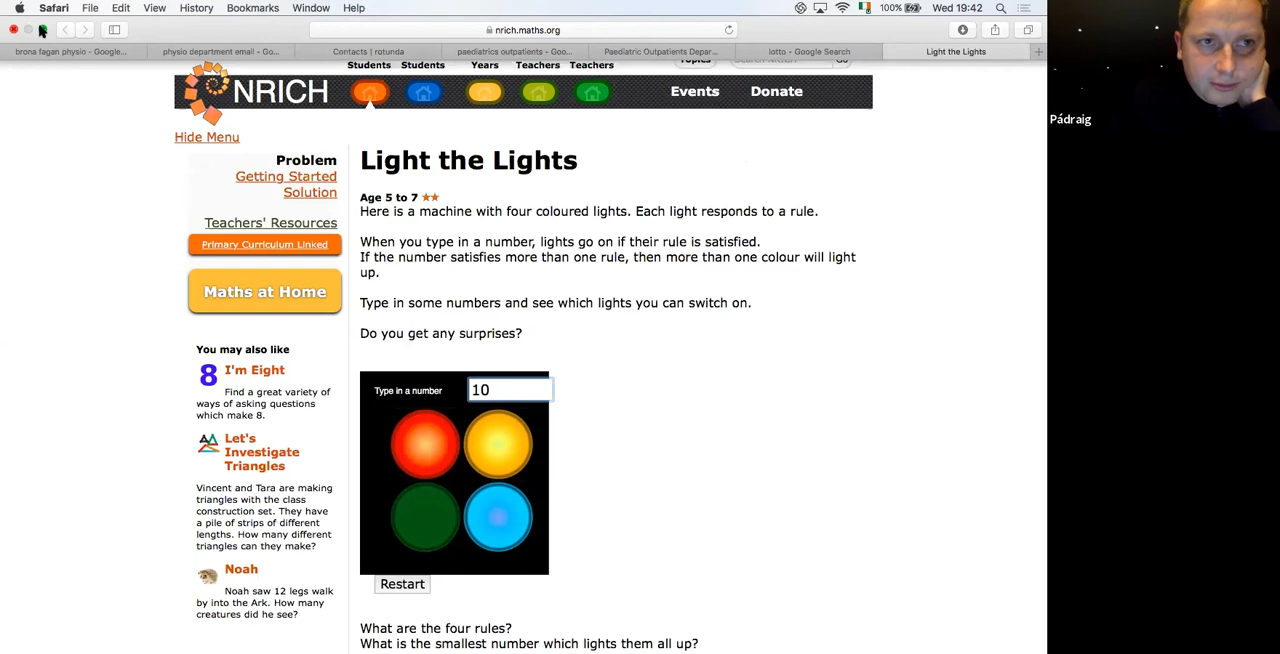 Safari File Edit View History Bookmarks Window Help 100% Wed 19:42
nrich.maths.org
brona fagan physio - Google... physio department email - Go... Contacts | rotunda paediatrics outpatients - Goo... Paediatric Outpatients Depar... lotto - Google Search Light the Lights
Students Students Years Teachers Teachers Topics
NRICH Events Donate
Hide Menu
Pádraig
Problem
Getting Started
Solution
Teachers' Resources
Primary Curriculum Linked
Maths at Home
You may also like
8 I'm Eight
Find a great variety of
ways of asking questions
which make 8.
Let's
Investigate
Triangles
Vincent and Tara are making
triangles with the class
construction set. They have
a pile of strips of different
lengths. How many different
triangles can they make?
Noah
Noah saw 12 legs walk
by into the Ark. How many
creatures did he see?
Light the Lights
Age 5 to 7 ★★
Here is a machine with four coloured lights. Each light responds to a rule.
When you type in a number, lights go on if their rule is satisfied.
If the number satisfies more than one rule, then more than one colour will light
up.
Type in some numbers and see which lights you can switch on.
Do you get any surprises?
Type in a number 10
Restart
What are the four rules?
What is the smallest number which lights them all up?